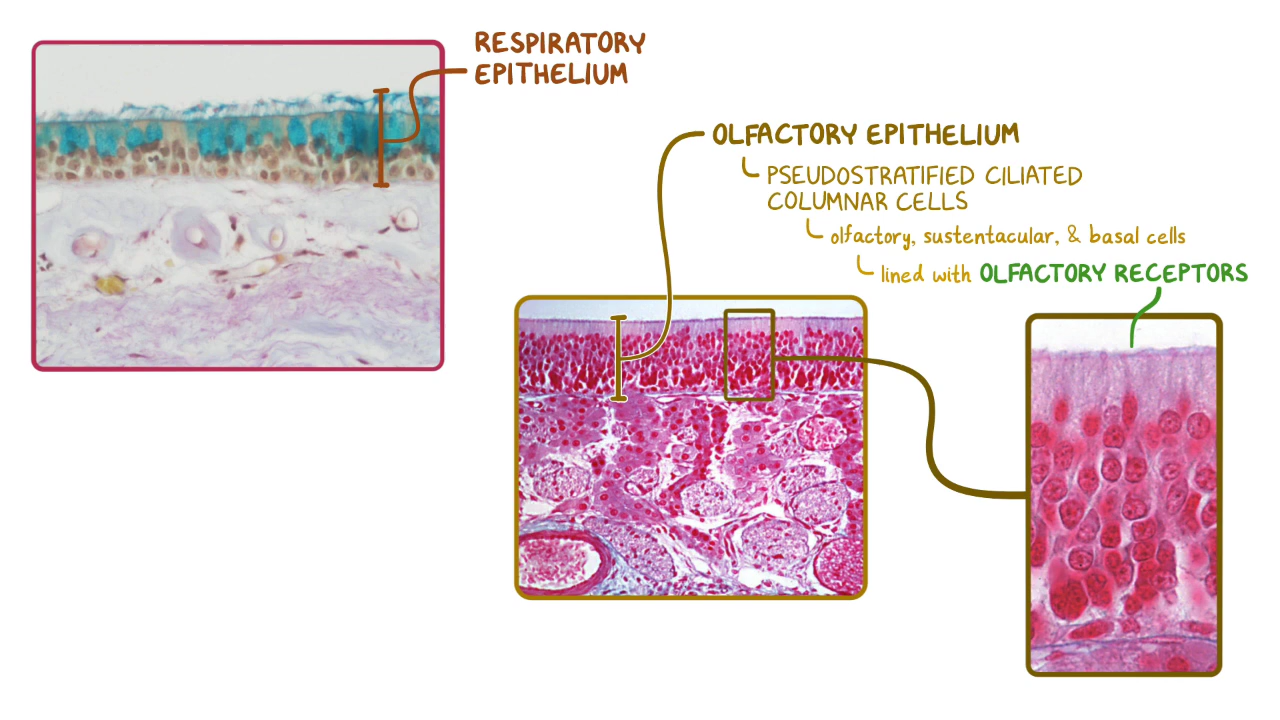 RESPIRATORY
EPITHELIUM
OLFACTORY EPITHELIUM
PSEUDOSTRATIFIED CILIATED
COLUMNAR CELLS
olfactory, sustentacular, & basal cells
lined with OLFACTORY RECEPTORS